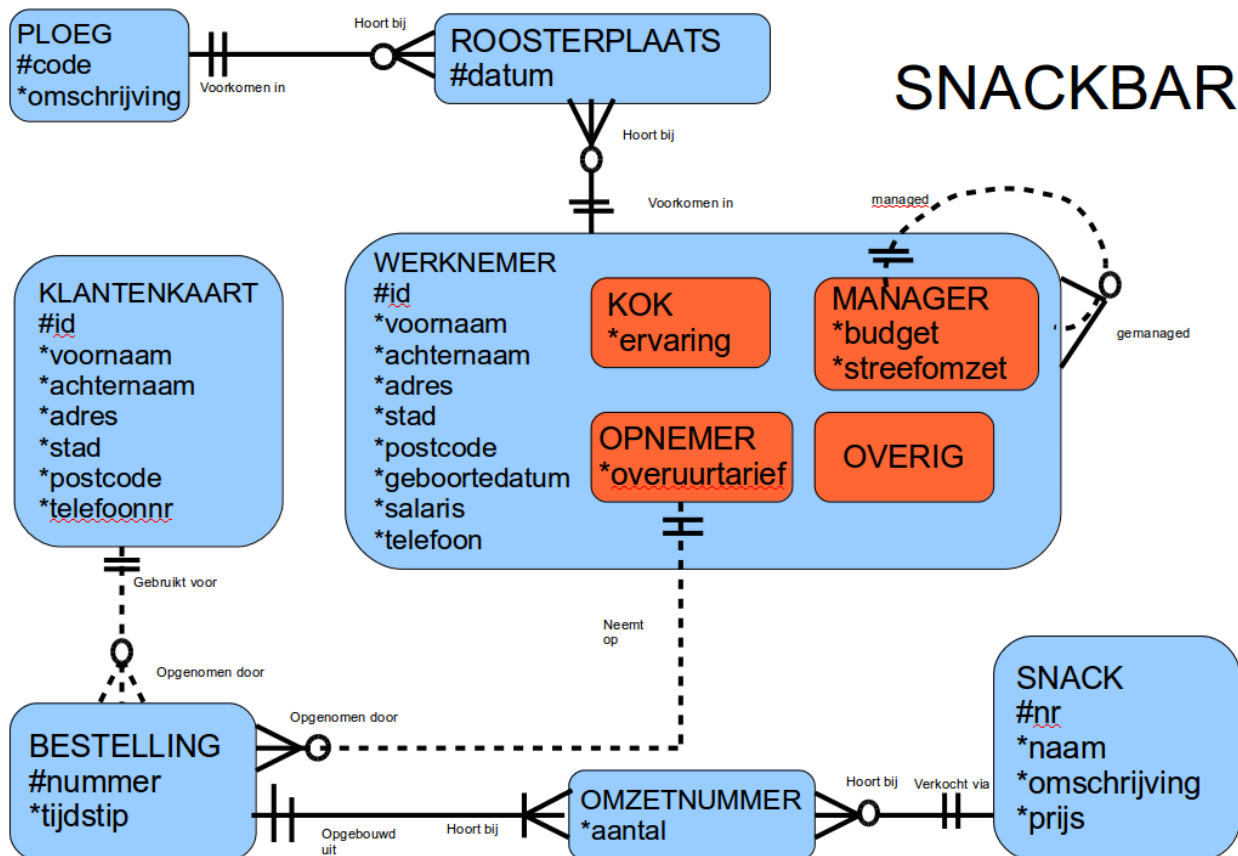 PLOEG
#code
*omschrijving
Voorkomen in
Hoort bij
ROOSTERPLAATS
#datum
SNACKBAR
Hoort bij
Voorkomen in
managed
gemanaged
KLANTENKAART
#id
*voornaam
*achternaam
*adres
*stad
*postcode
*telefoonnr
WERKNEMER
#id
*voornaam
*achternaam
*adres
*stad
*postcode
*geboortedatum
*salaris
*telefoon
KOK
*ervaring
MANAGER
*budget
*streefomzet
OPNEMER
*overuurtarief
OVERIG
Gebruikt voor
Opgenomen door
Neemt
op
Opgenomen door
BESTELLING
#nummer
*tijdstip
Opgebouwd
uit
Hoort bij
OMZETNUMMER
*aantal
Hoort bij
Verkocht via
SNACK
#nr
*naam
*omschrijving
*prijs